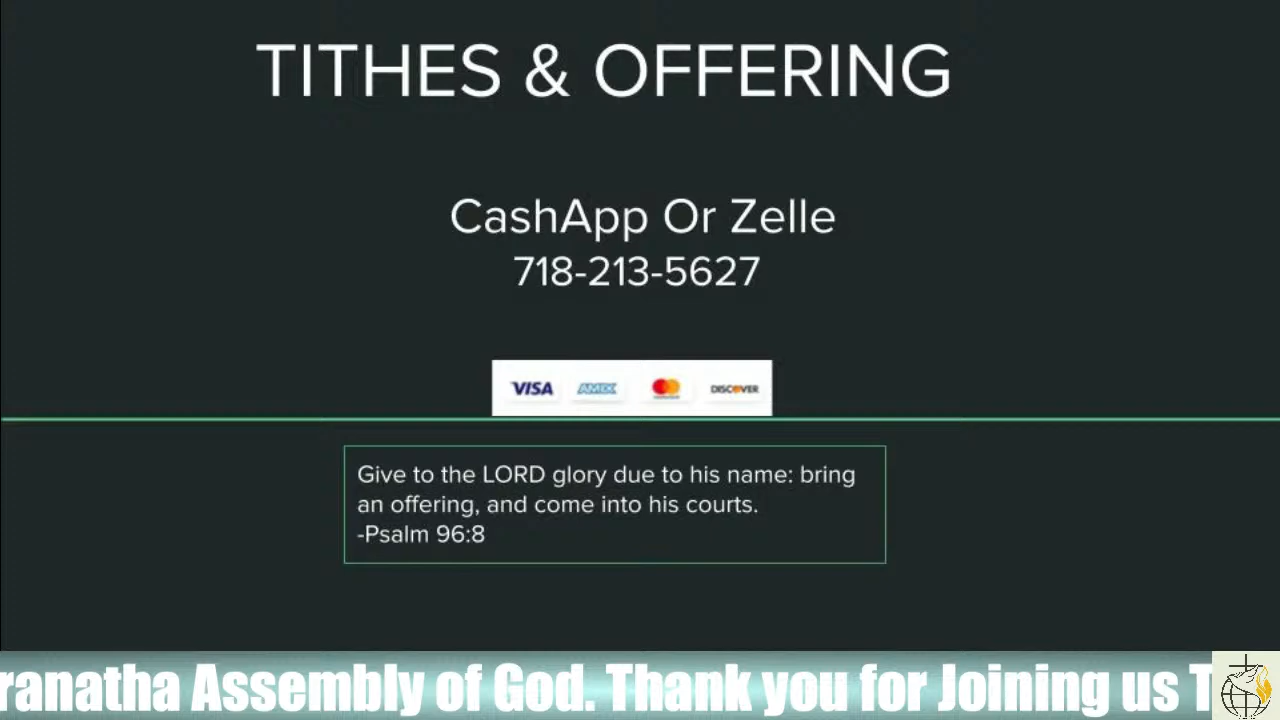 TITHES & OFFERING
CashApp Or Zelle
718-213-5627
VISA AMEX DISCOVER
Give to the LORD glory due to his name: bring
an offering, and come into his courts.
-Psalm 96:8
ranatha Assembly of God. Thank you for Joining us T